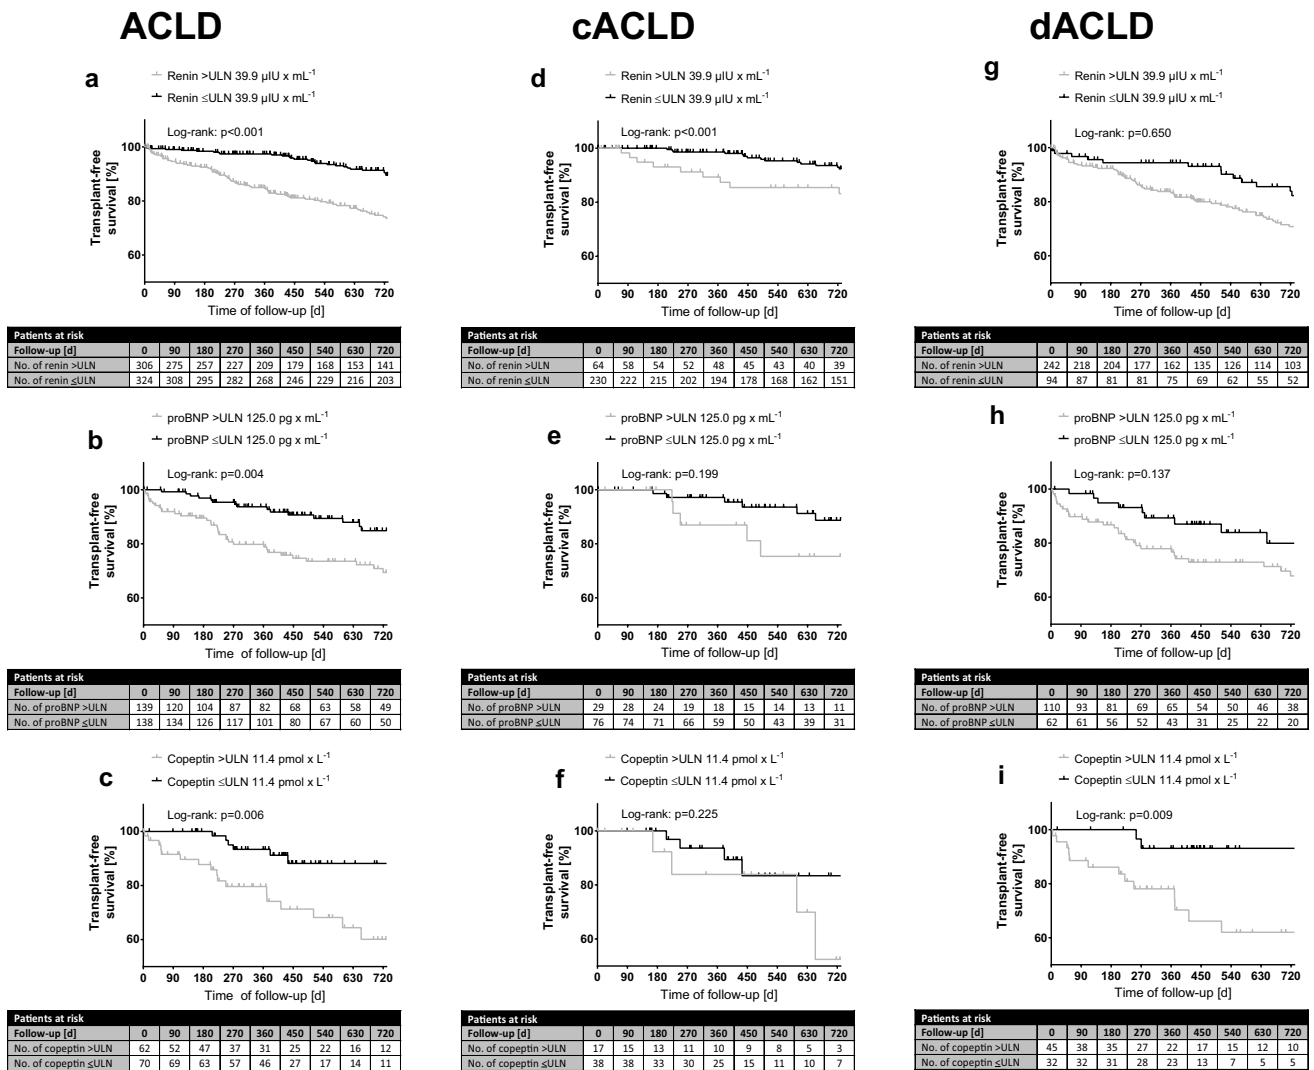 ACLD
cACLD
dACLD
a
Renin >ULN 39.9 µIU x mL⁻¹
Renin ≤ULN 39.9 µIU x mL⁻¹
Log-rank: p<0.001
Transplant-free survival [%]
100
80
60
0 90 180 270 360 450 540 630 720
Time of follow-up [d]
Patients at risk
Follow-up [d] 0 90 180 270 360 450 540 630 720
No. of renin >ULN 306 275 257 227 209 179 168 153 141
No. of renin ≤ULN 324 308 295 282 268 246 229 216 203
d
Renin >ULN 39.9 µIU x mL⁻¹
Renin ≤ULN 39.9 µIU x mL⁻¹
Log-rank: p<0.001
Transplant-free survival [%]
100
80
60
0 90 180 270 360 450 540 630 720
Time of follow-up [d]
Patients at risk
Follow-up [d] 0 90 180 270 360 450 540 630 720
No. of renin >ULN 64 58 54 52 48 45 43 40 39
No. of renin ≤ULN 230 222 215 202 194 178 168 162 151
g
Renin >ULN 39.9 µIU x mL⁻¹
Renin ≤ULN 39.9 µIU x mL⁻¹
Log-rank: p=0.650
Transplant-free survival [%]
100
80
60
0 90 180 270 360 450 540 630 720
Time of follow-up [d]
Patients at risk
Follow-up [d] 0 90 180 270 360 450 540 630 720
No. of renin >ULN 242 218 204 177 162 135 126 114 103
No. of renin ≤ULN 94 87 81 81 75 69 62 55 52
b
proBNP >ULN 125.0 pg x mL⁻¹
proBNP ≤ULN 125.0 pg x mL⁻¹
Log-rank: p=0.004
Transplant-free survival [%]
100
80
60
0 90 180 270 360 450 540 630 720
Time of follow-up [d]
Patients at risk
Follow-up [d] 0 90 180 270 360 450 540 630 720
No. of proBNP >ULN 139 120 104 87 82 68 63 58 49
No. of proBNP ≤ULN 138 134 126 117 101 80 67 60 50
e
proBNP >ULN 125.0 pg x mL⁻¹
proBNP ≤ULN 125.0 pg x mL⁻¹
Log-rank: p=0.199
Transplant-free survival [%]
100
80
60
0 90 180 270 360 450 540 630 720
Time of follow-up [d]
Patients at risk
Follow-up [d] 0 90 180 270 360 450 540 630 720
No. of proBNP >ULN 29 28 24 19 18 15 14 13 11
No. of proBNP ≤ULN 76 74 71 66 59 50 43 39 31
h
proBNP >ULN 125.0 pg x mL⁻¹
proBNP ≤ULN 125.0 pg x mL⁻¹
Log-rank: p=0.137
Transplant-free survival [%]
100
80
60
0 90 180 270 360 450 540 630 720
Time of follow-up [d]
Patients at risk
Follow-up [d] 0 90 180 270 360 450 540 630 720
No. of proBNP >ULN 110 93 81 69 65 54 50 46 38
No. of proBNP ≤ULN 62 61 56 52 43 31 25 22 20
c
Copeptin >ULN 11.4 pmol x L⁻¹
Copeptin ≤ULN 11.4 pmol x L⁻¹
Log-rank: p=0.006
Transplant-free survival [%]
100
80
60
0 90 180 270 360 450 540 630 720
Time of follow-up [d]
Patients at risk
Follow-up [d] 0 90 180 270 360 450 540 630 720
No. of copeptin >ULN 62 52 47 37 31 25 22 16 12
No. of copeptin ≤ULN 70 69 63 57 46 27 17 14 11
f
Copeptin >ULN 11.4 pmol x L⁻¹
Copeptin ≤ULN 11.4 pmol x L⁻¹
Log-rank: p=0.225
Transplant-free survival [%]
100
80
60
0 90 180 270 360 450 540 630 720
Time of follow-up [d]
Patients at risk
Follow-up [d] 0 90 180 270 360 450 540 630 720
No. of copeptin >ULN 17 15 13 11 10 9 8 5 3
No. of copeptin ≤ULN 38 38 33 30 25 15 11 10 7
i
Copeptin >ULN 11.4 pmol x L⁻¹
Copeptin ≤ULN 11.4 pmol x L⁻¹
Log-rank: p=0.009
Transplant-free survival [%]
100
80
60
0 90 180 270 360 450 540 630 720
Time of follow-up [d]
Patients at risk
Follow-up [d] 0 90 180 270 360 450 540 630 720
No. of copeptin >ULN 45 38 35 27 22 17 15 12 10
No. of copeptin ≤ULN 32 32 31 28 23 13 7 5 5